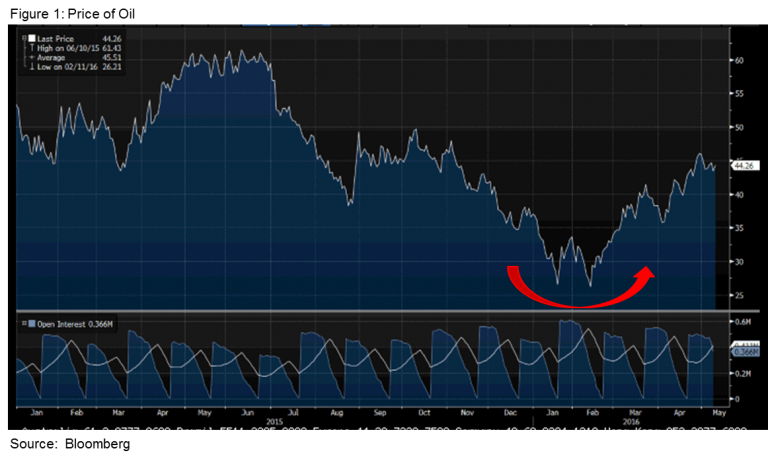 Figure 1: Price of Oil
Last Price 44.26
High on 06/10/15 61.43
Average 45.51
Low on 02/11/16 26.21
60
55
50
45
44.26
40
35
30
25
Open Interest 0.366M
0.6M
0.366M
0.2M
0
Jan Feb Mar Apr May Jun Jul Aug Sep Oct Nov Dec Jan Feb Mar Apr May
2015 2016
Source: Bloomberg